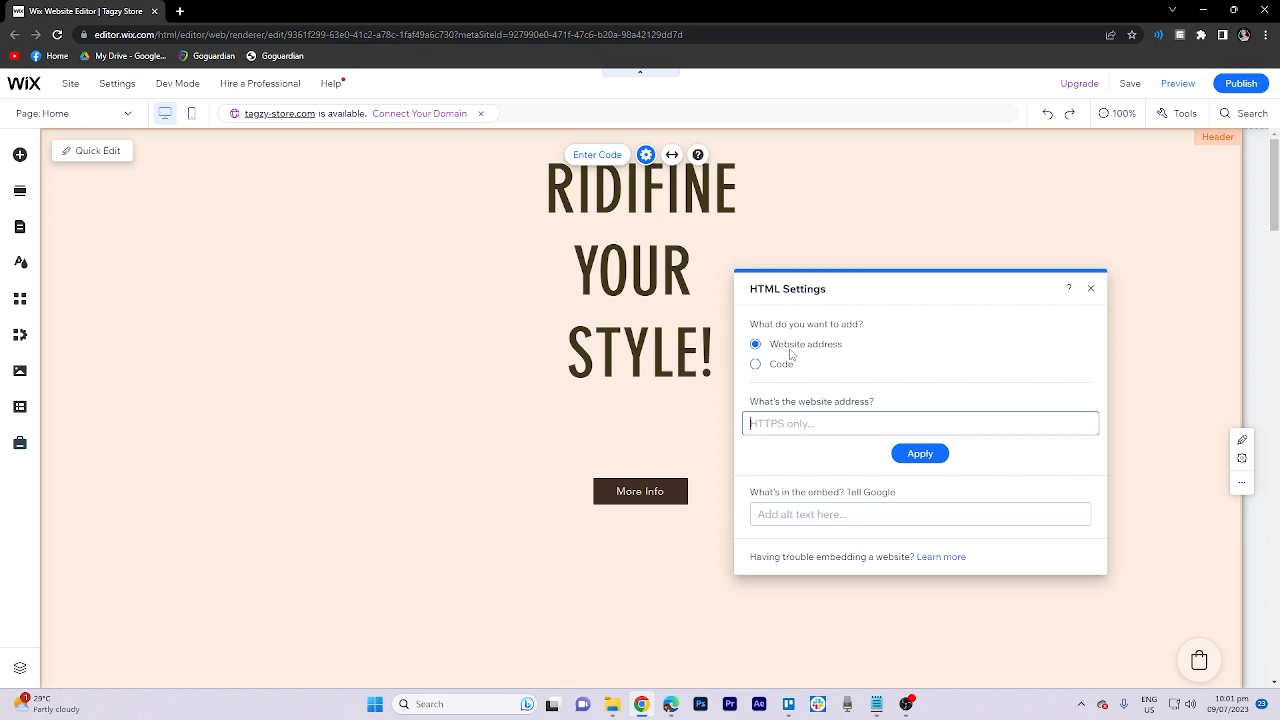 Wix Website Editor | Tagzy Store
editor.wix.com/html/editor/web/renderer/edit/9361f299-63e0-41c2-a78c-1faf49a6c730?metaSiteId=927990e0-471f-47c6-b20a-98a42129dd7d
Home
My Drive - Google...
Goguardian
Goguardian
WiX
Site
Settings
Dev Mode
Hire a Professional
Help
Upgrade
Save
Preview
Publish
Page: Home
tagzy-store.com is available. Connect Your Domain
100%
Tools
Search
Quick Edit
Enter Code
?
Header
RIDIFINE
YOUR
STYLE!
More Info
HTML Settings
?
What do you want to add?
Website address
Code
What's the website address?
HTTPS only...
Apply
What's in the embed? Tell Google
Add alt text here...
Having trouble embedding a website? Learn more
1
29°C
Partly cloudy
Search
Ps
Pr
Ae
ENG
US
10:01 pm
09/07/2023
23